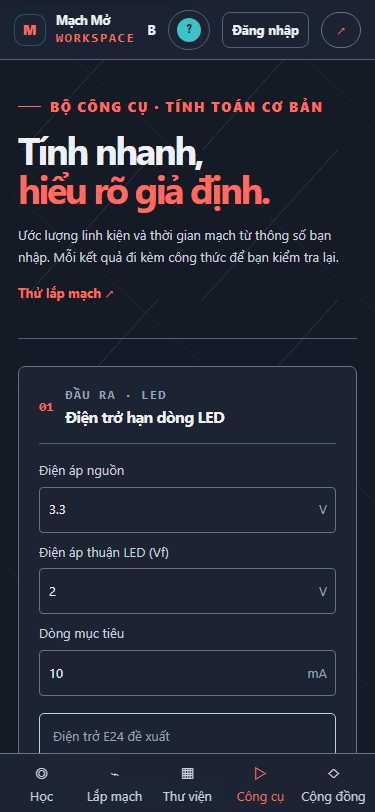 M
Mạch Mở
WORKSPACE
B
?
Đăng nhập
↗
BỘ CÔNG CỤ · TÍNH TOÁN CƠ BẢN
Tính nhanh,
hiểu rõ giả định.
Ước lượng linh kiện và thời gian mạch từ thông số bạn
nhập. Mỗi kết quả đi kèm công thức để bạn kiểm tra lại.
Thử lắp mạch ↗
01
ĐẦU RA · LED
Điện trở hạn dòng LED
Điện áp nguồn
3.3 V
Điện áp thuận LED (Vf)
2 V
Dòng mục tiêu
10 mA
Điện trở E24 đề xuất
Học Lắp mạch Thư viện Công cụ Cộng đồng